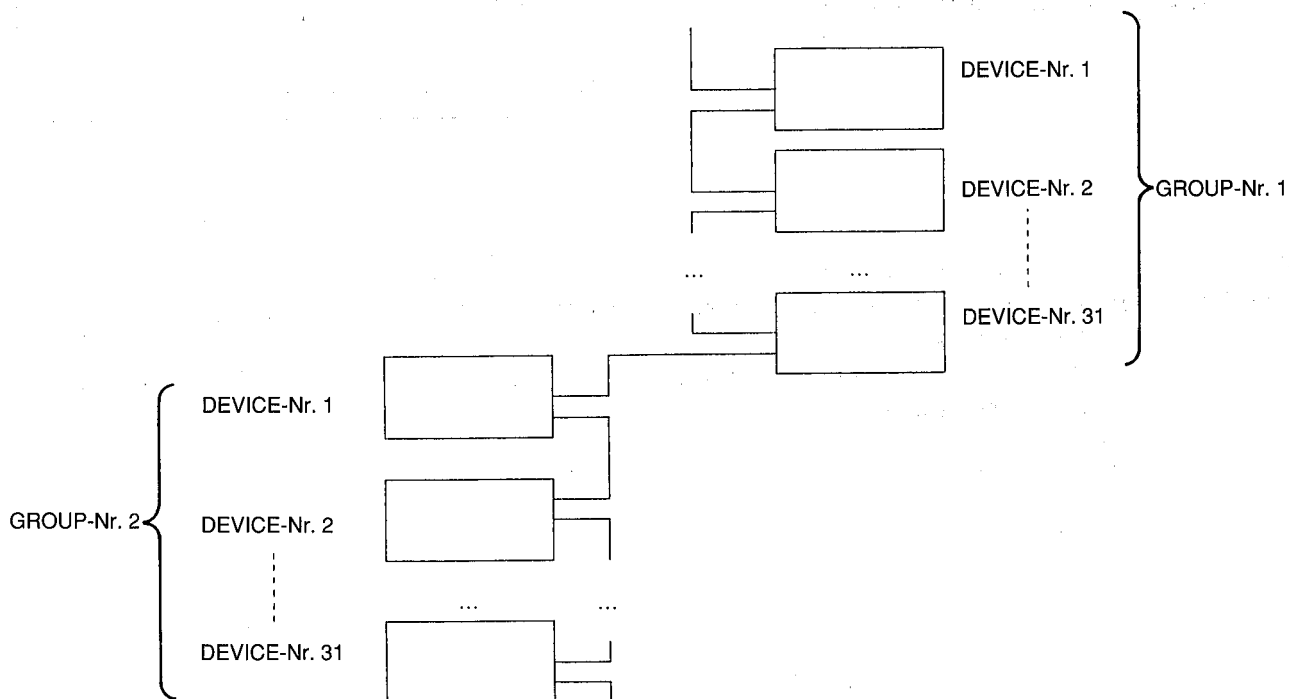 DEVICE-Nr. 1
DEVICE-Nr. 2
GROUP-Nr. 1
...
...
DEVICE-Nr. 31
DEVICE-Nr. 1
GROUP-Nr. 2
DEVICE-Nr. 2
...
...
DEVICE-Nr. 31